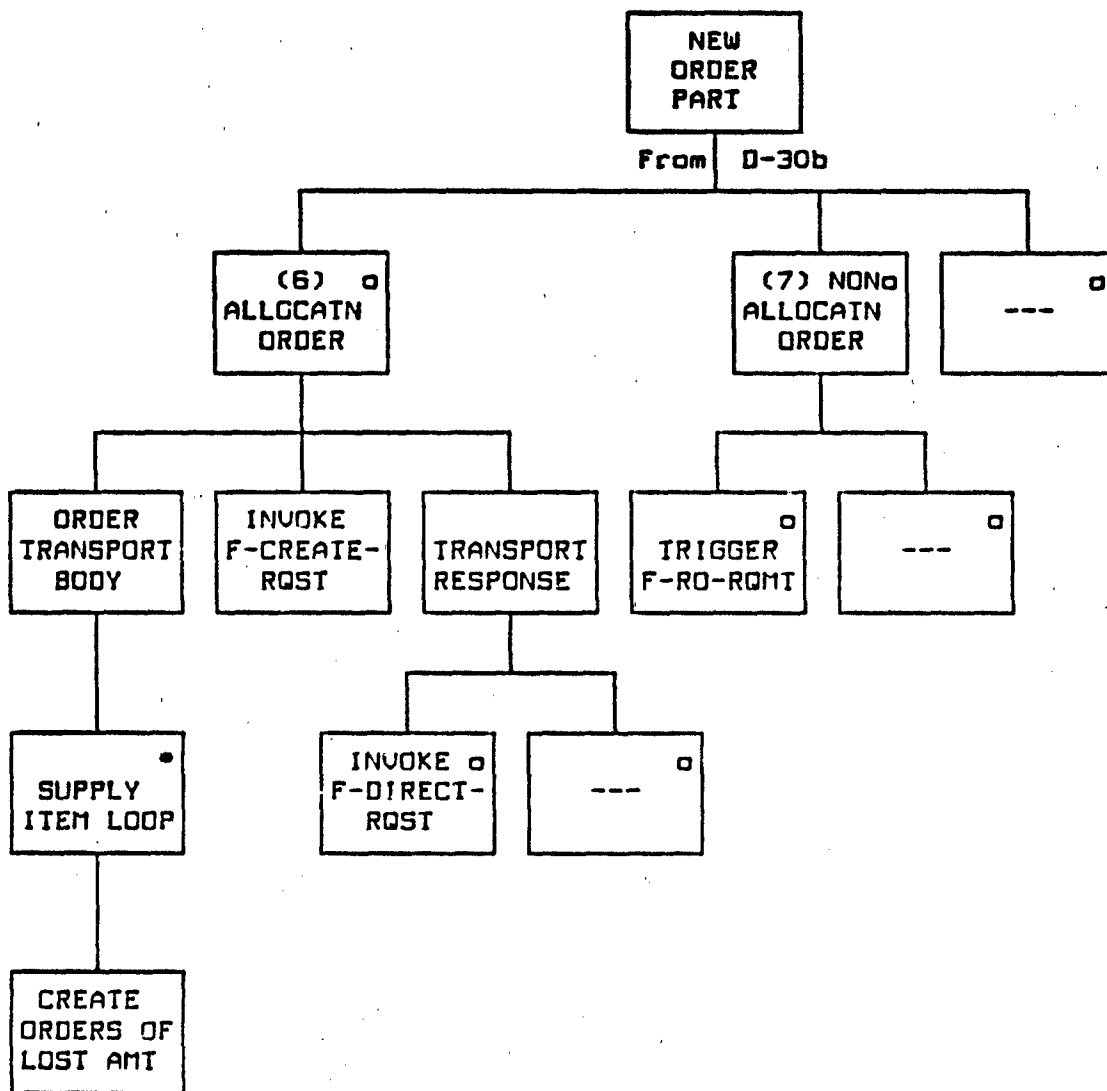 NEW
ORDER
PART
From D-30b
(6)
ALLOCATN
ORDER
(7) NON
ALLOCATN
ORDER
---
ORDER
TRANSPORT
BODY
INVOKE
F-CREATE-
RQST
TRANSPORT
RESPONSE
TRIGGER
F-RO-RQMT
---
*
SUPPLY
ITEM LOOP
INVOKE
F-DIRECT-
RQST
---
CREATE
ORDERS OF
LOST AMT